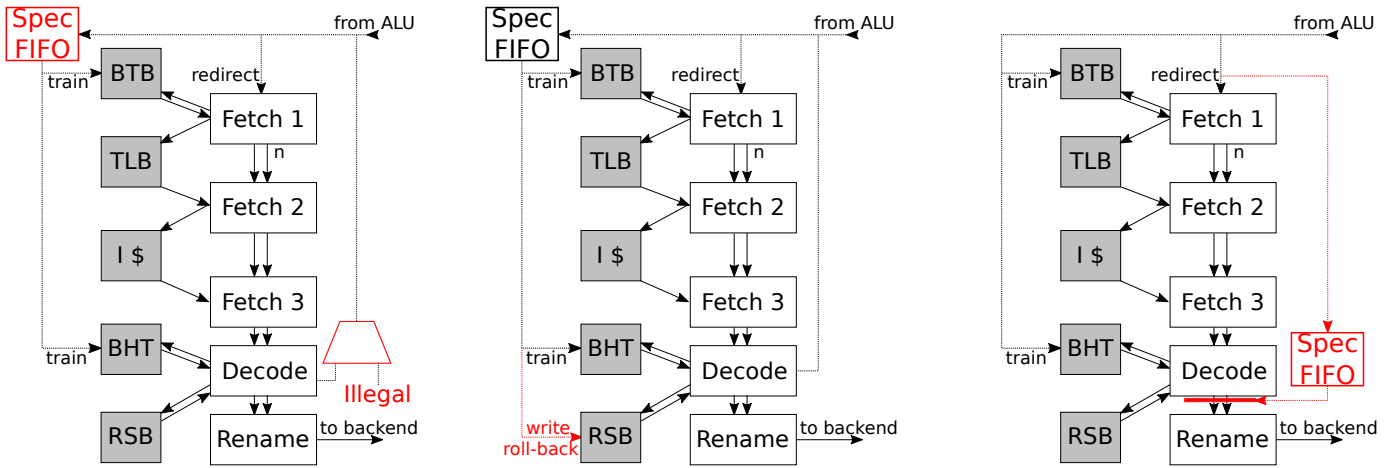 Spec
FIFO
from ALU
BTB
train
redirect
Fetch 1
n
TLB
Fetch 2
I $
Fetch 3
BHT
train
Decode
Illegal
RSB
Rename
to backend
Spec
FIFO
from ALU
BTB
train
redirect
Fetch 1
n
TLB
Fetch 2
I $
Fetch 3
BHT
train
Decode
write
roll-back
RSB
Rename
to backend
from ALU
BTB
train
redirect
Fetch 1
n
TLB
Fetch 2
I $
Fetch 3
BHT
train
Decode
Spec
FIFO
RSB
Rename
to backend